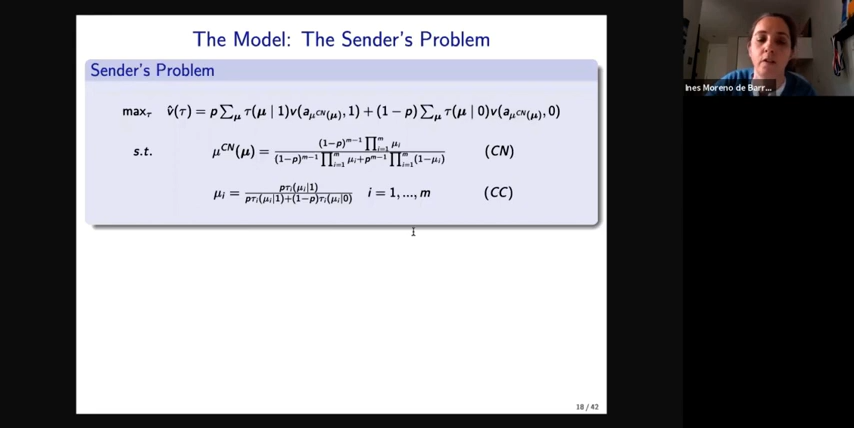 The Model: The Sender's Problem
Sender's Problem
max_τ v̂(τ) = p∑_μ τ(μ | 1)v(a_{μ^{CN}(μ)}, 1) + (1 − p)∑_μ τ(μ | 0)v(a_{μ^{CN}(μ)}, 0)
s.t. μ^{CN}(μ) = \frac{(1−p)^{m−1} ∏_{i=1}^{m} μ_i}{(1−p)^{m−1} ∏_{i=1}^{m} μ_i + p^{m−1} ∏_{i=1}^{m} (1−μ_i)} (CN)
μ_i = \frac{pτ_i(μ_i|1)}{pτ_i(μ_i|1)+(1−p)τ_i(μ_i|0)} i = 1, ..., m (CC)
18 / 42
Ines Moreno de Barr...